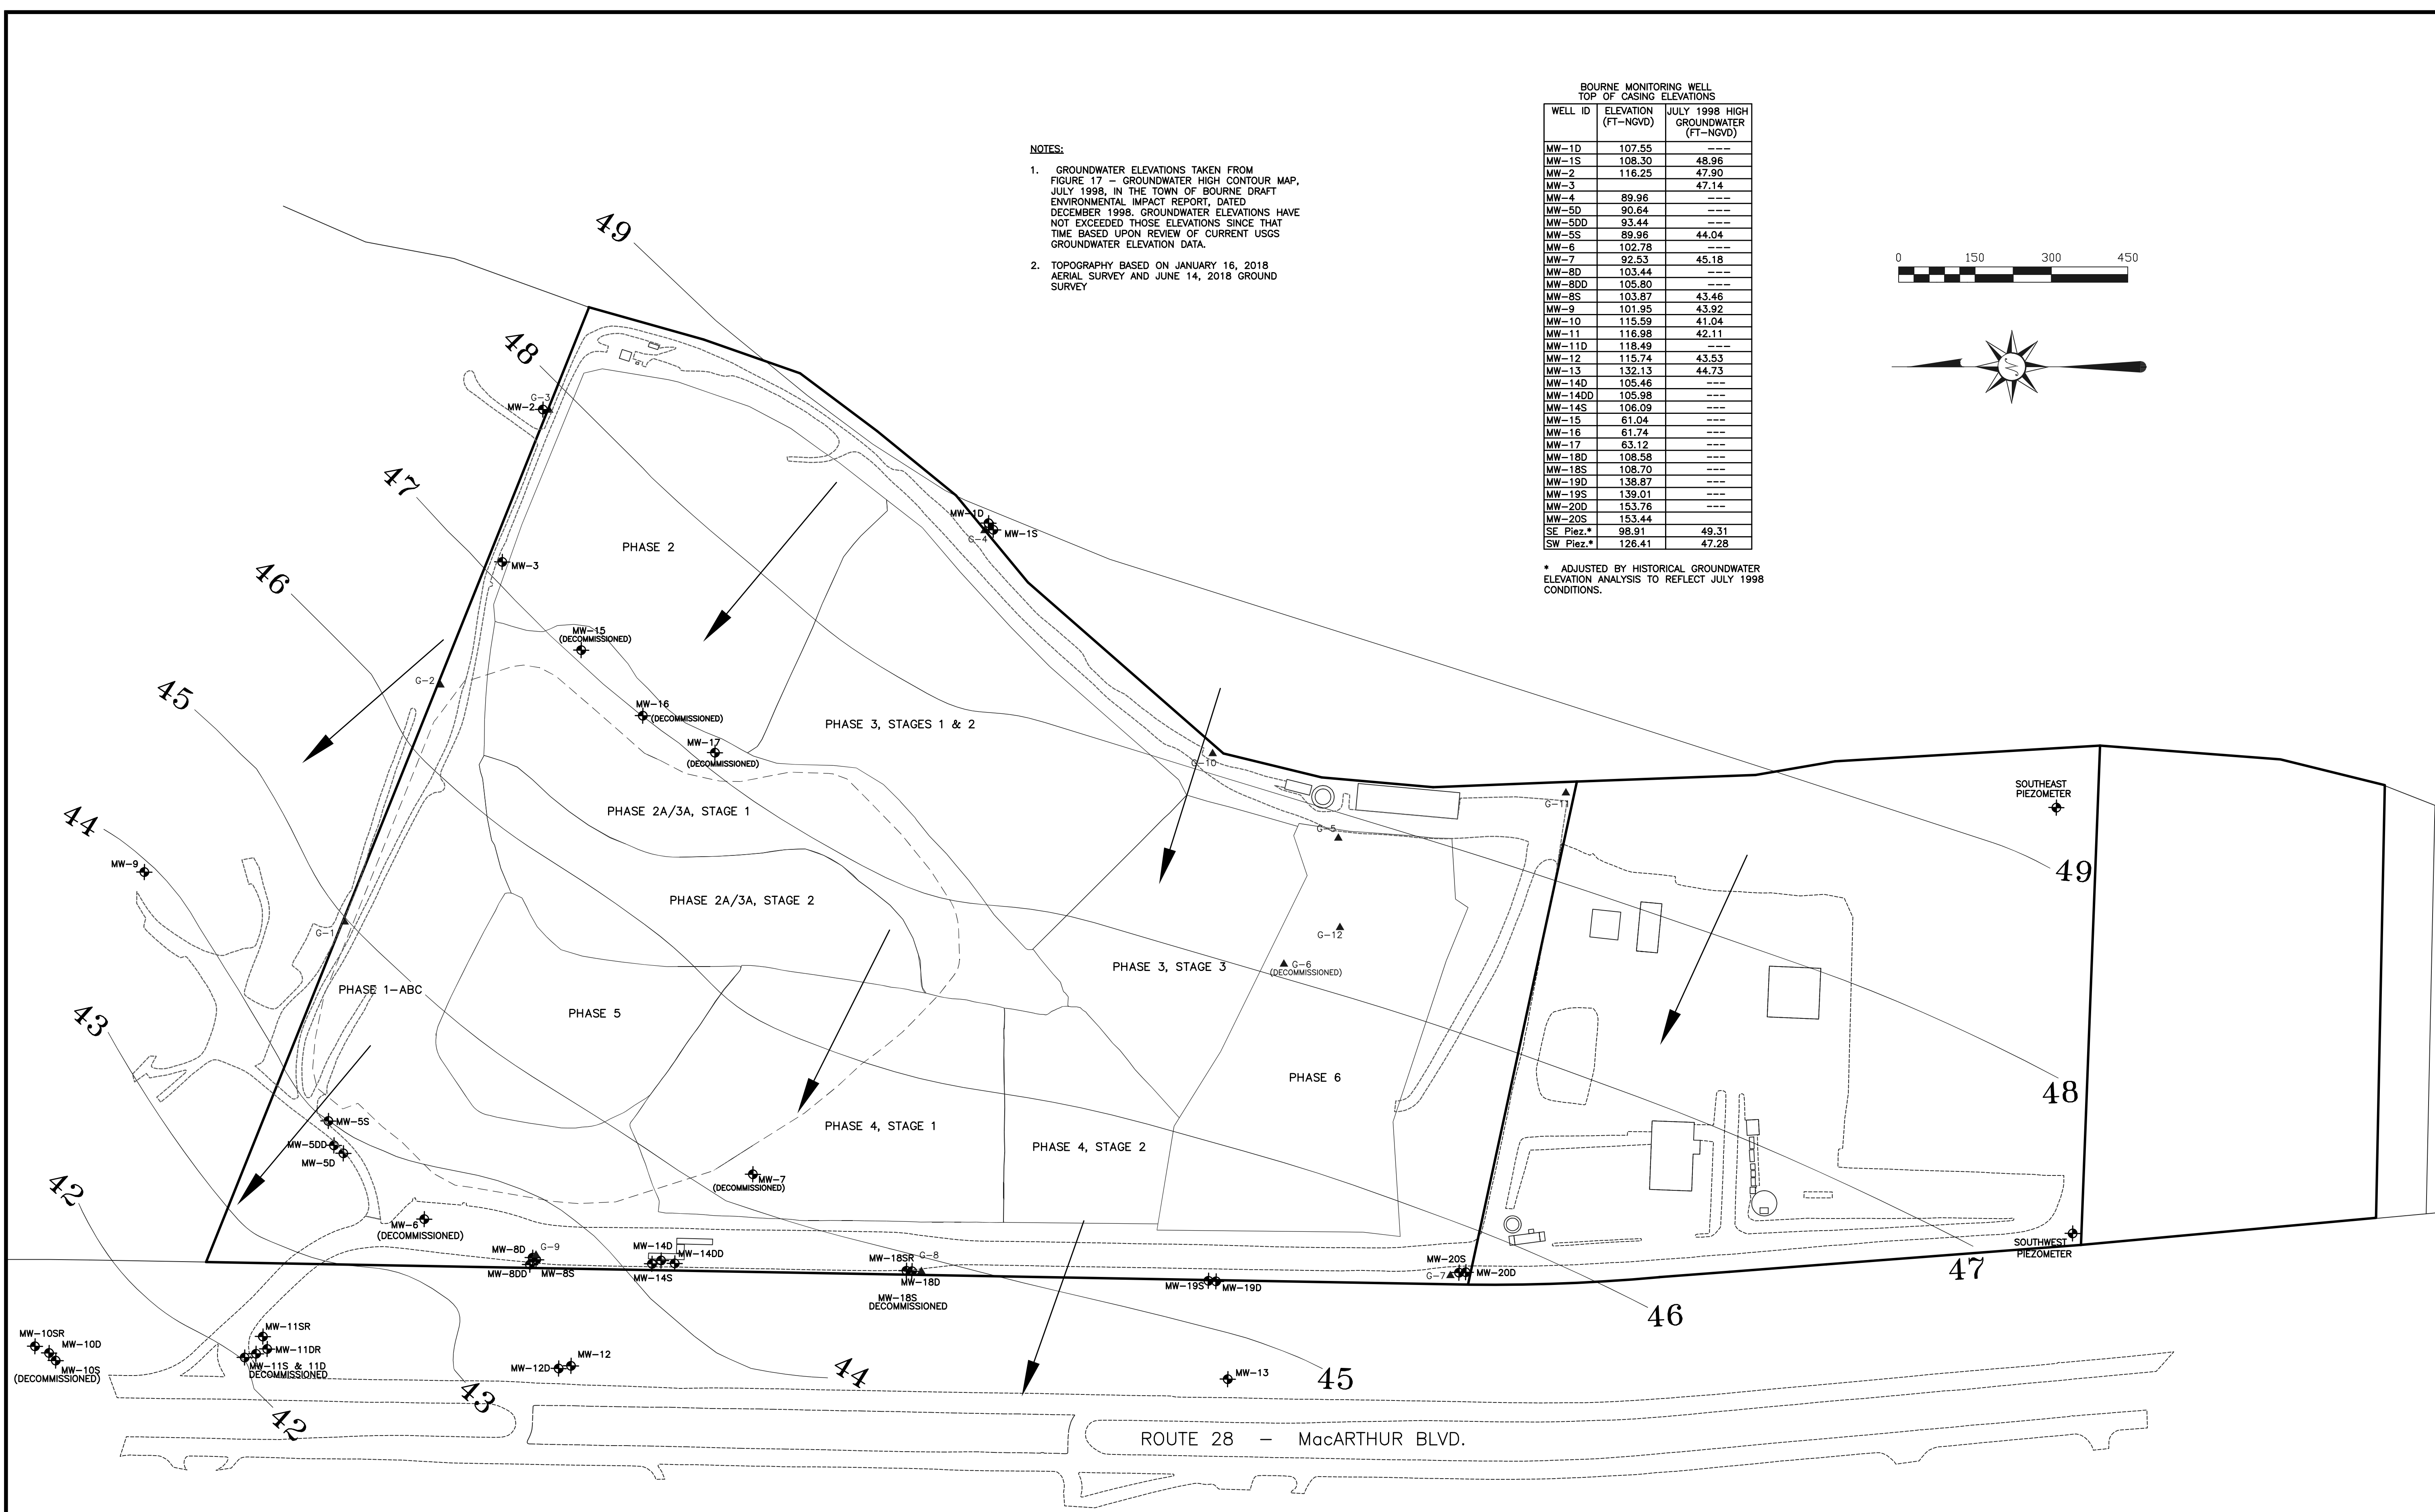 BOURNE MONITORING WELL
TOP OF CASING ELEVATIONS
WELL ID ELEVATION (FT-NGVD) JULY 1998 HIGH GROUNDWATER (FT-NGVD)
MW-1D 107.55 ---
MW-1S 108.30 48.96
MW-2 116.25 47.90
MW-3 47.14
MW-4 89.96 ---
MW-5D 90.64 ---
MW-5DD 93.44 ---
MW-5S 89.96 44.04
MW-6 102.78 ---
MW-7 92.53 45.18
MW-8D 103.44 ---
MW-8DD 105.80 ---
MW-8S 103.87 43.46
MW-9 101.95 43.92
MW-10 115.59 41.04
MW-11 116.98 42.11
MW-11D 118.49 ---
MW-12 115.74 43.53
MW-13 132.13 44.73
MW-14D 105.46 ---
MW-14DD 105.98 ---
MW-14S 106.09 ---
MW-15 61.04 ---
MW-16 61.74 ---
MW-17 63.12 ---
MW-18D 108.58 ---
MW-18S 108.70 ---
MW-19D 138.87 ---
MW-19S 139.01 ---
MW-20D 153.76 ---
MW-20S 153.44
SE Piez.* 98.91 49.31
SW Piez.* 126.41 47.28
* ADJUSTED BY HISTORICAL GROUNDWATER
ELEVATION ANALYSIS TO REFLECT JULY 1998
CONDITIONS.
NOTES:
1. GROUNDWATER ELEVATIONS TAKEN FROM
FIGURE 17 – GROUNDWATER HIGH CONTOUR MAP,
JULY 1998, IN THE TOWN OF BOURNE DRAFT
ENVIRONMENTAL IMPACT REPORT, DATED
DECEMBER 1998. GROUNDWATER ELEVATIONS HAVE
NOT EXCEEDED THOSE ELEVATIONS SINCE THAT
TIME BASED UPON REVIEW OF CURRENT USGS
GROUNDWATER ELEVATION DATA.
2. TOPOGRAPHY BASED ON JANUARY 16, 2018
AERIAL SURVEY AND JUNE 14, 2018 GROUND
SURVEY
0 150 300 450
N
49
48
47
46
45
44
43
42
G-3
MW-2
MW-3
MW-1D
MW-1S
G-4
PHASE 2
MW-15
(DECOMMISSIONED)
G-2
MW-16
(DECOMMISSIONED)
MW-17
(DECOMMISSIONED)
PHASE 3, STAGES 1 & 2
G-10
PHASE 2A/3A, STAGE 1
G-11
G-5
SOUTHEAST
PIEZOMETER
MW-9
49
PHASE 2A/3A, STAGE 2
G-1
G-12
PHASE 3, STAGE 3
G-6
(DECOMMISSIONED)
PHASE 1-ABC
PHASE 5
PHASE 6
48
MW-5S
MW-5DD
MW-5D
PHASE 4, STAGE 1
PHASE 4, STAGE 2
MW-7
(DECOMMISSIONED)
MW-6
(DECOMMISSIONED)
MW-8D
G-9
MW-8DD
MW-8S
MW-14D
MW-14DD
MW-14S
MW-18SR
G-8
MW-18D
MW-18S
DECOMMISSIONED
MW-19S
MW-19D
MW-20S
G-7
MW-20D
SOUTHWEST
PIEZOMETER
47
46
MW-10SR
MW-10D
MW-10S
(DECOMMISSIONED)
MW-11SR
MW-11DR
MW-11S & 11D
DECOMMISSIONED
MW-12D
MW-12
MW-13
45
44
43
42
ROUTE 28 – MacARTHUR BLVD.